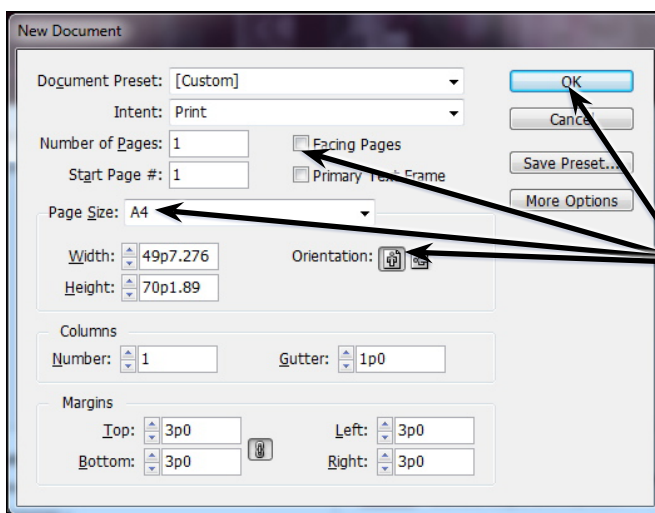 New Document
Document Preset: [Custom]
Intent: Print
Number of Pages: 1
Facing Pages
Start Page #: 1
Primary Text Frame
Page Size: A4
Width: 49p7.276
Orientation:
Height: 70p1.89
Columns
Number: 1
Gutter: 1p0
Margins
Top: 3p0
Left: 3p0
Bottom: 3p0
Right: 3p0
OK
Cancel
Save Preset...
More Options